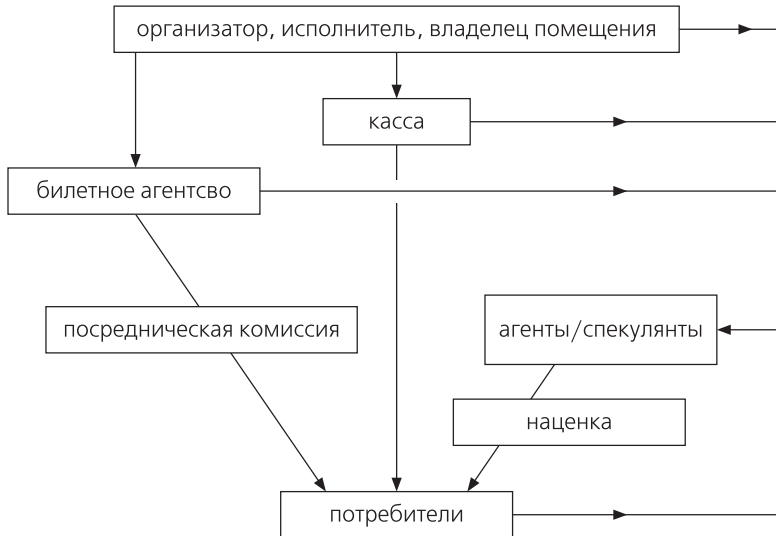 организатор, исполнитель, владелец помещения
касса
билетное агентсво
посредническая комиссия
агенты/спекулянты
наценка
потребители